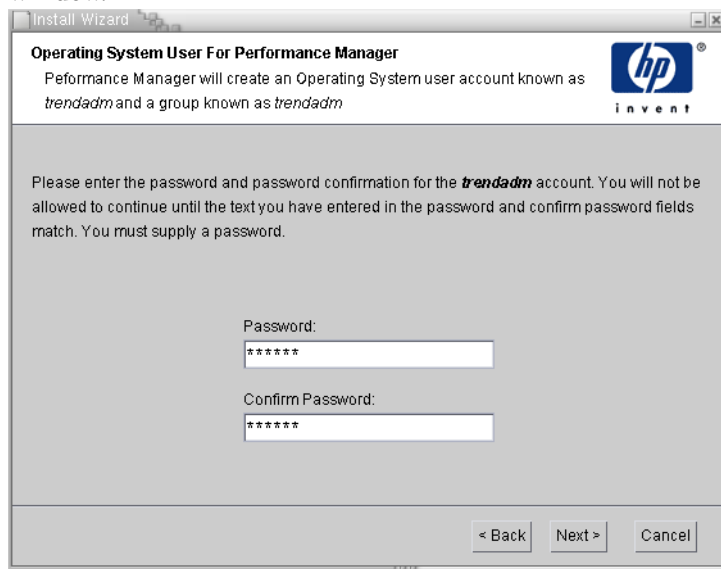 Install Wizard
Operating System User For Performance Manager
Peformance Manager will create an Operating System user account known as
trendadm and a group known as trendadm
hp
®
invent
Please enter the password and password confirmation for the trendadm account. You will not be
allowed to continue until the text you have entered in the password and confirm password fields
match. You must supply a password.
Password:
******
Confirm Password:
******
< Back Next > Cancel